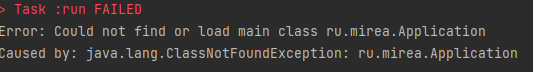 > Task :run FAILED
Error: Could not find or load main class ru.mirea.Application
Caused by: java.lang.ClassNotFoundException: ru.mirea.Application